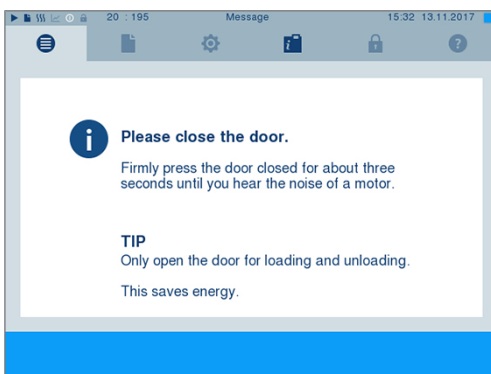 20 : 195 Message 15:32 13.11.2017
Please close the door.
Firmly press the door closed for about three
seconds until you hear the noise of a motor.
TIP
Only open the door for loading and unloading.
This saves energy.